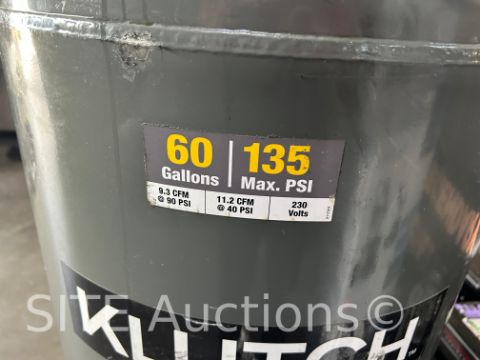 60 135
Gallons Max. PSI
9.3 CFM 11.2 CFM 230
@ 90 PSI @ 40 PSI Volts
SITE Auctions©
KLUTCH